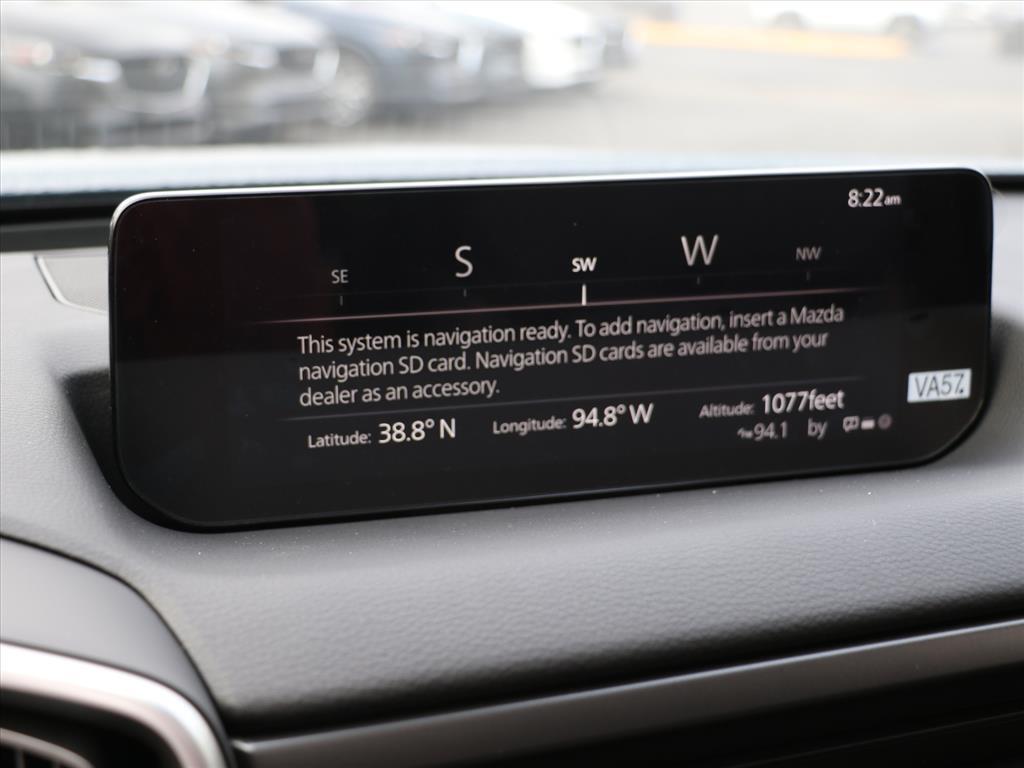 8:22am
SE S SW W NW
This system is navigation ready. To add navigation, insert a Mazda
navigation SD card. Navigation SD cards are available from your
dealer as an accessory.
Latitude: 38.8° N Longitude: 94.8° W Altitude: 1077feet
VA57
94.1 by